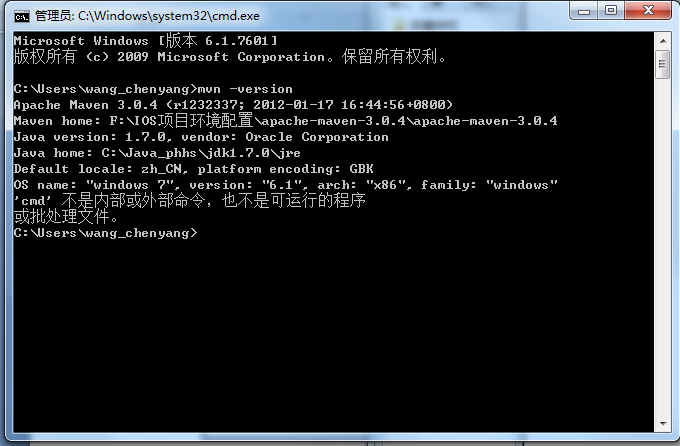 管理员: C:\Windows\system32\cmd.exe
Microsoft Windows [版本 6.1.7601]
版权所有 (c) 2009 Microsoft Corporation。保留所有权利。
C:\Users\wang_chenyang>mvn -version
Apache Maven 3.0.4 (r1232337; 2012-01-17 16:44:56+0800)
Maven home: F:\IOS项目环境配置\apache-maven-3.0.4\apache-maven-3.0.4
Java version: 1.7.0, vendor: Oracle Corporation
Java home: C:\Java_phhs\jdk1.7.0\jre
Default locale: zh_CN, platform encoding: GBK
OS name: "windows 7", version: "6.1", arch: "x86", family: "windows"
'cmd' 不是内部或外部命令，也不是可运行的程序
或批处理文件。
C:\Users\wang_chenyang>